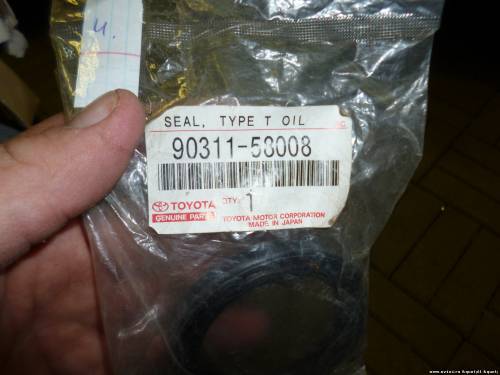 и.
SEAL, TYPE T OIL
90311-58008
TOYOTA
QTY.
1
GENUINE PARTS
TOYOTA MOTOR CORPORATION
MADE IN JAPAN